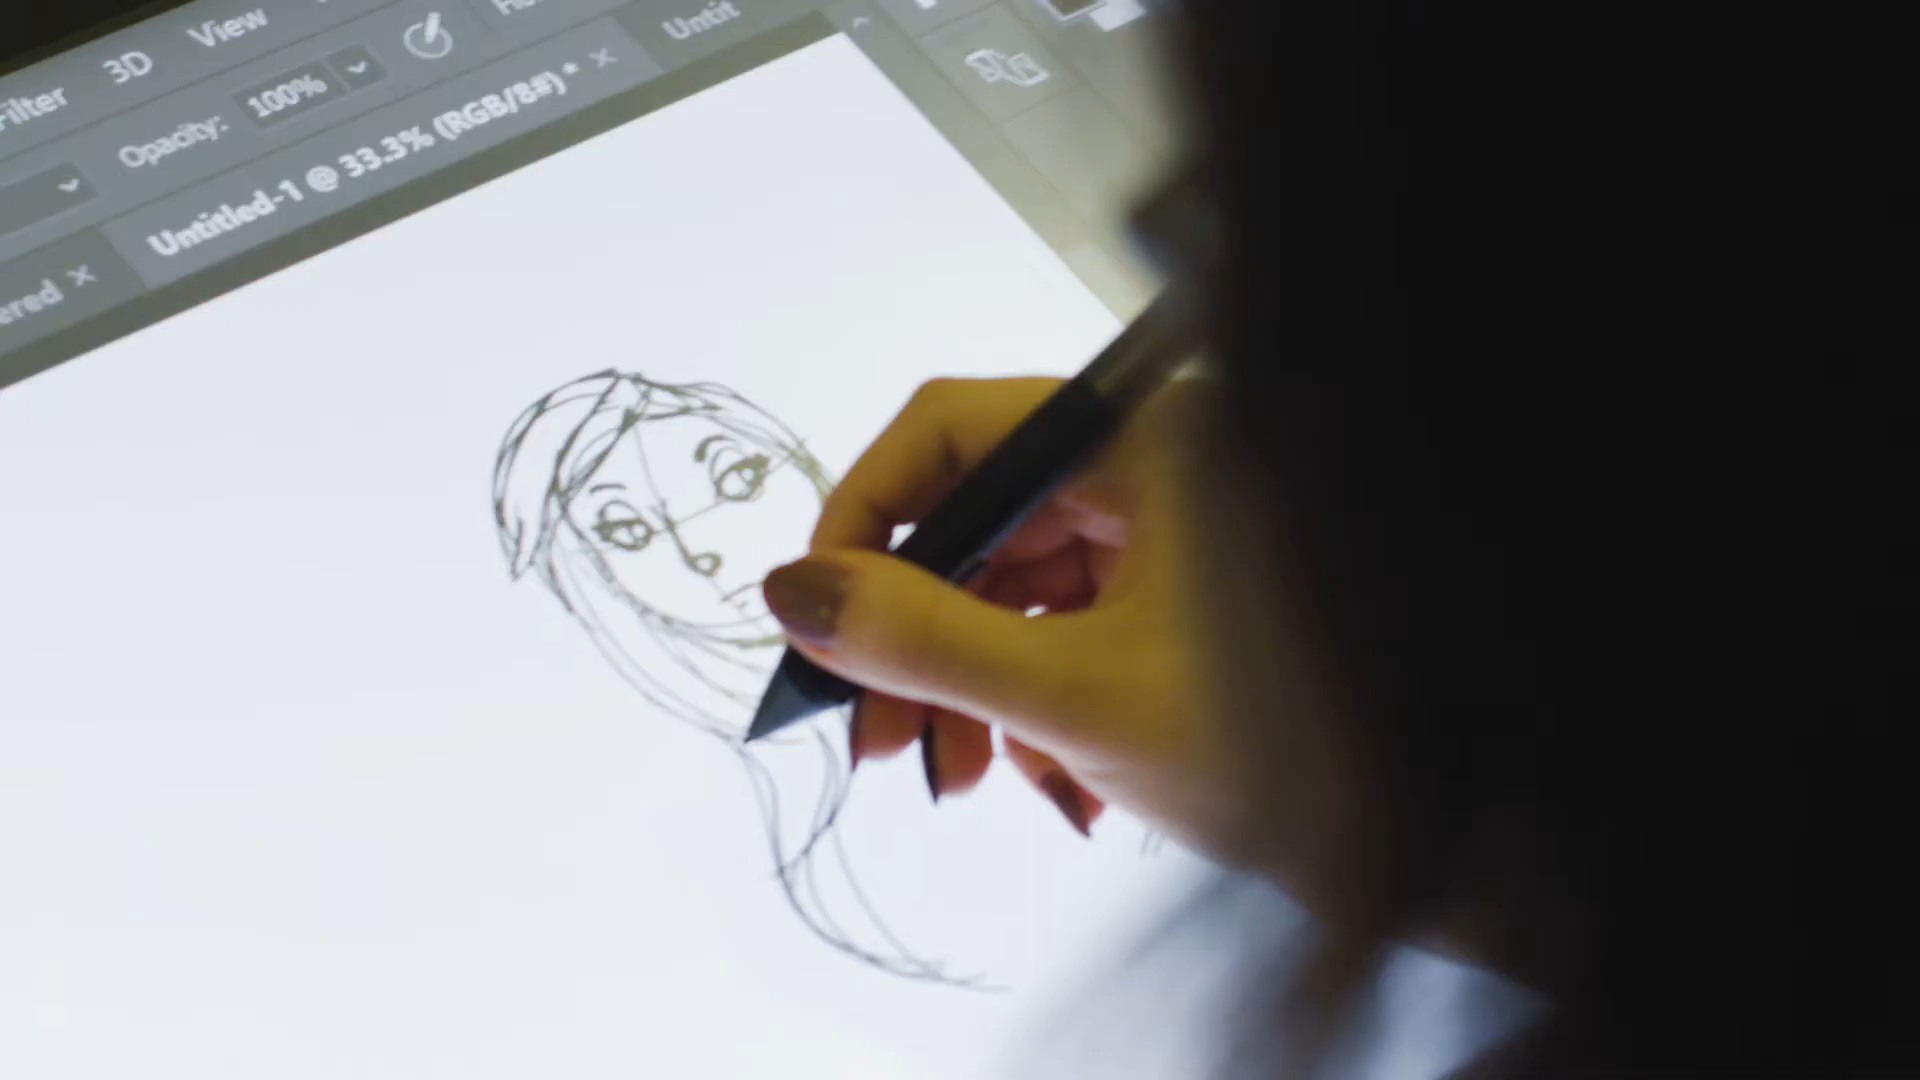 Filter 3D View
Opacity: 100%
ered × Untitled-1 @ 33.3% (RGB/8#) * × Untit